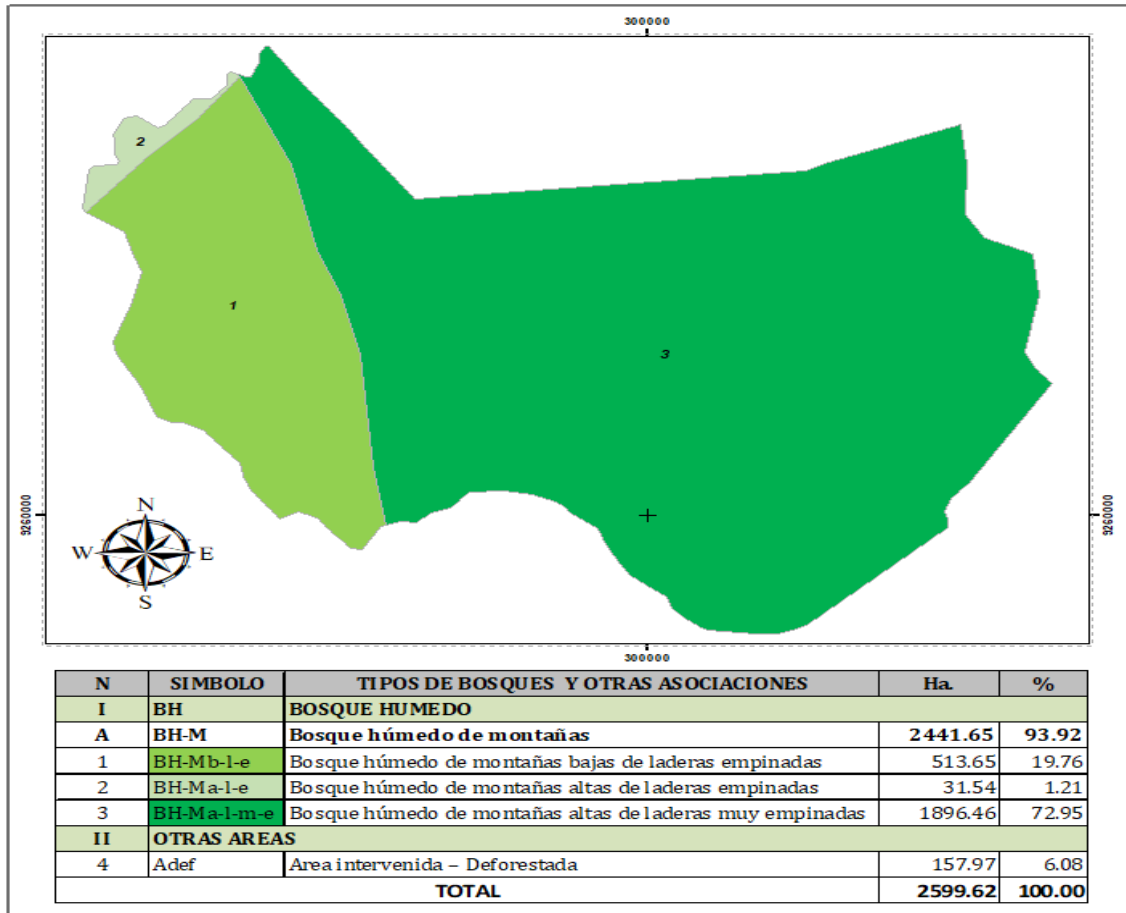 300000
2
1
3
9260000
9260000
N
W E
S
300000
N SIMBOLO TIPOS DE BOSQUES Y OTRAS ASOCIACIONES Ha. %
I BH BOSQUE HUMEDO
A BH-M Bosque húmedo de montañas 2441.65 93.92
1 BH-Mb-l-e Bosque húmedo de montañas bajas de laderas empinadas 513.65 19.76
2 BH-Ma-l-e Bosque húmedo de montañas altas de laderas empinadas 31.54 1.21
3 BH-Ma-l-m-e Bosque húmedo de montañas altas de laderas muy empinadas 1896.46 72.95
II OTRAS AREAS
4 Adef Area intervenida – Deforestada 157.97 6.08
TOTAL 2599.62 100.00